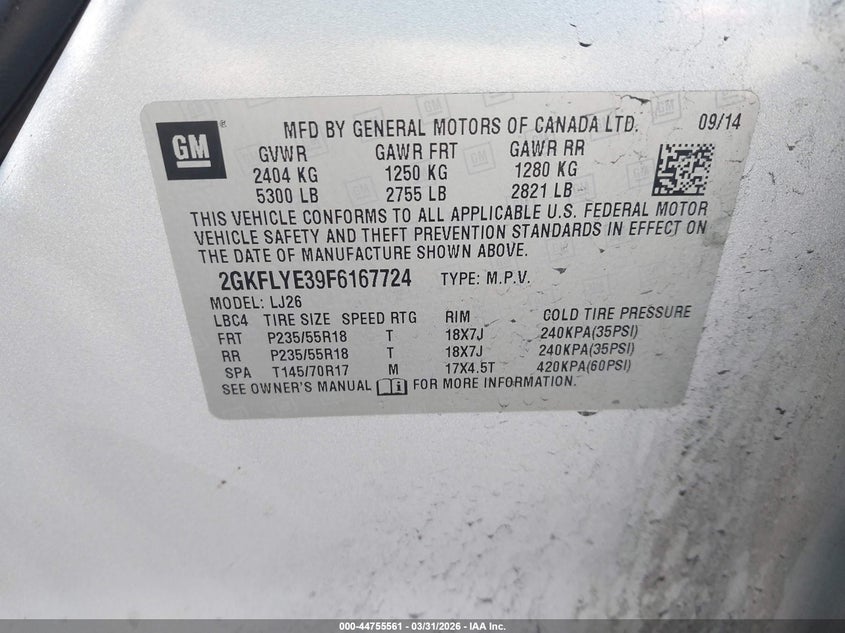 GM ® MFD BY GENERAL MOTORS OF CANADA LTD. 09/14
GVWR GAWR FRT GAWR RR
2404 KG 1250 KG 1280 KG
5300 LB 2755 LB 2821 LB
THIS VEHICLE CONFORMS TO ALL APPLICABLE U.S. FEDERAL MOTOR
VEHICLE SAFETY AND THEFT PREVENTION STANDARDS IN EFFECT ON
THE DATE OF MANUFACTURE SHOWN ABOVE.
2GKFLYE39F6167724 TYPE: M.P.V.
MODEL: LJ26
LBC4 TIRE SIZE SPEED RTG RIM COLD TIRE PRESSURE
FRT P235/55R18 T 18X7J 240KPA(35PSI)
RR P235/55R18 T 18X7J 240KPA(35PSI)
SPA T145/70R17 M 17X4.5T 420KPA(60PSI)
SEE OWNER'S MANUAL i FOR MORE INFORMATION.
000-44755561 - 03/31/2026 - IAA Inc.